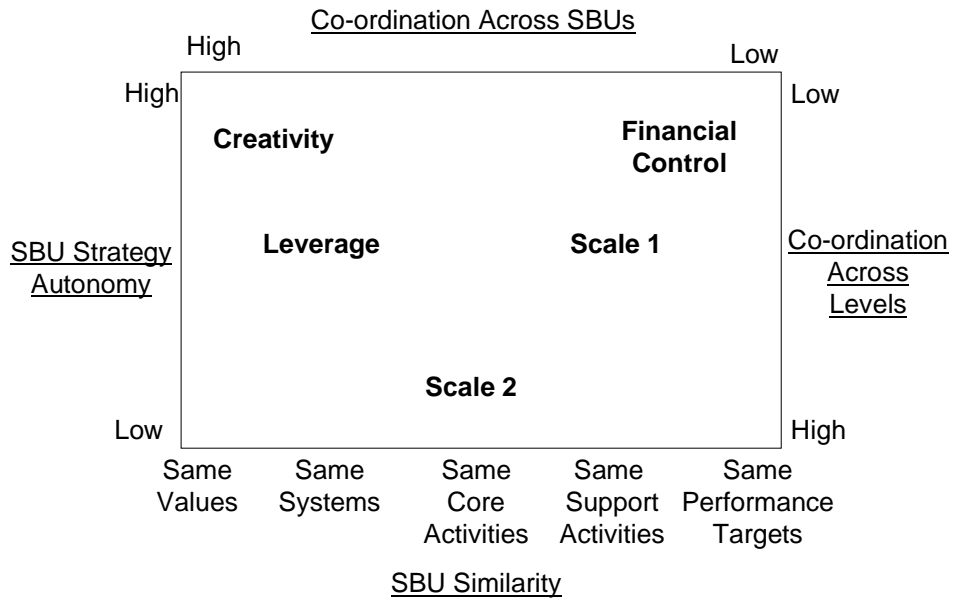 Co-ordination Across SBUs
High
Low
High
Low
Creativity
Financial
Control
SBU Strategy
Autonomy
Leverage
Scale 1
Co-ordination
Across
Levels
Scale 2
Low
High
Same
Values
Same
Systems
Same
Core
Activities
Same
Support
Activities
Same
Performance
Targets
SBU Similarity